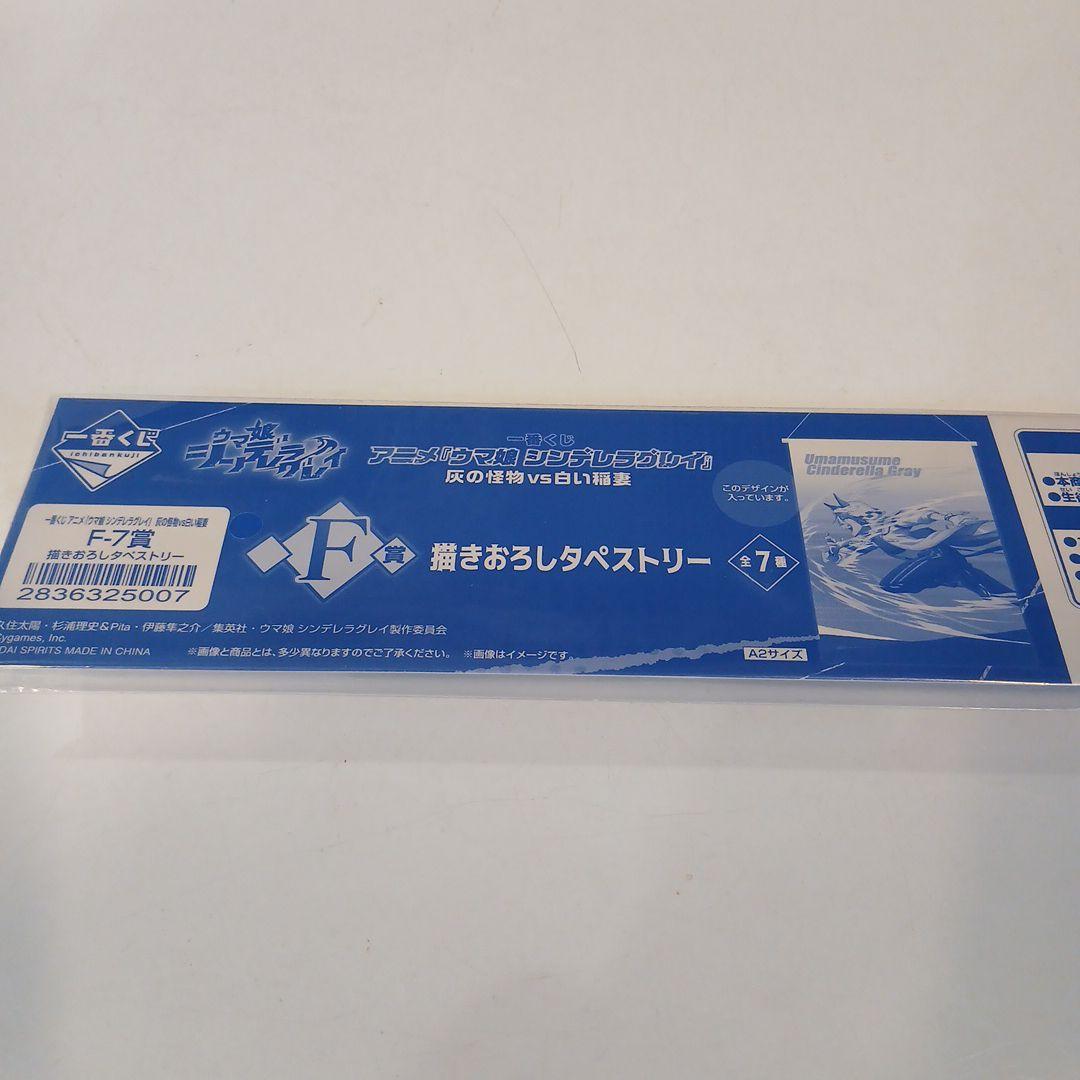 一番くじ
ichibankuji
ウマ娘
シンデレラグレイ
一番くじ
アニメ『ウマ娘 シンデレラグレイ』
灰の怪物vs白い稲妻
一番くじ アニメ『ウマ娘 シンデレラグレイ』 灰の怪物vs白い稲妻
F-7賞
描きおろしタペストリー
2836325007
F賞
描きおろしタペストリー
全7種
このデザインが
入っています。
Umamusume
Cinderella Gray
A2サイズ
久住太陽・杉浦理史&Pita・伊藤隼之介／集英社・ウマ娘 シンデレラグレイ製作委員会
Cygames, Inc.
DAI SPIRITS MADE IN CHINA
※画像と商品とは、多少異なりますのでご了承ください。 ※画像はイメージです。
●本商